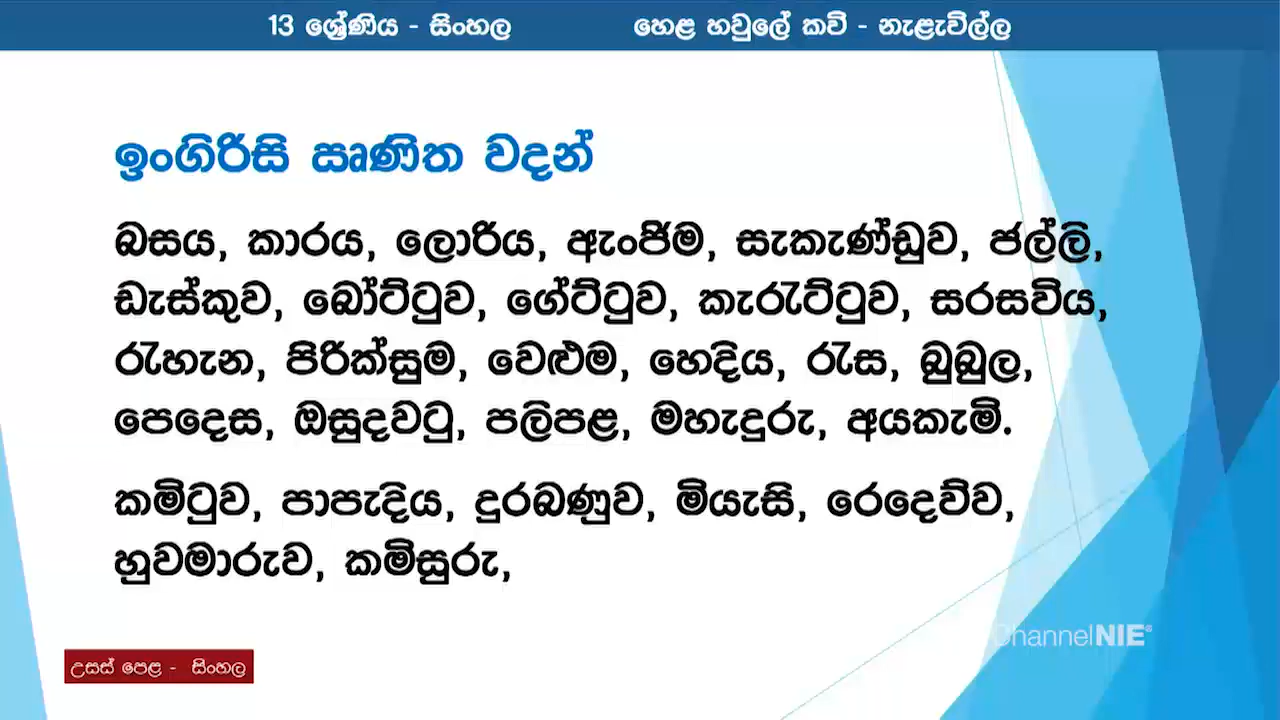 13 ශ්‍රේණිය - සිංහල
හෙළ හවුලේ කවි - නැළැවිල්ල
ඉංගිරිසි ඍණිත වදන්
බසය, කාරය, ලොරිය, ඇංජිම, සැකැණ්ඩුව, ජල්ලි,
ඩැස්කුව, බෝට්ටුව, ගේට්ටුව, කැරැට්ටුව, සරසවිය,
රැහැන, පිරික්සුම, වෙළුම, හෙදිය, රැස, බුබුල,
පෙදෙස, ඔසුදවටු, පලිපළ, මහැදුරු, අයකැමි.
කමිටුව, පාපැදිය, දුරබණුව, මියැසි, රෙදෙව්ව,
හුවමාරුව, කමිසුරු,
ChannelNIE
උසස් පෙළ - සිංහල